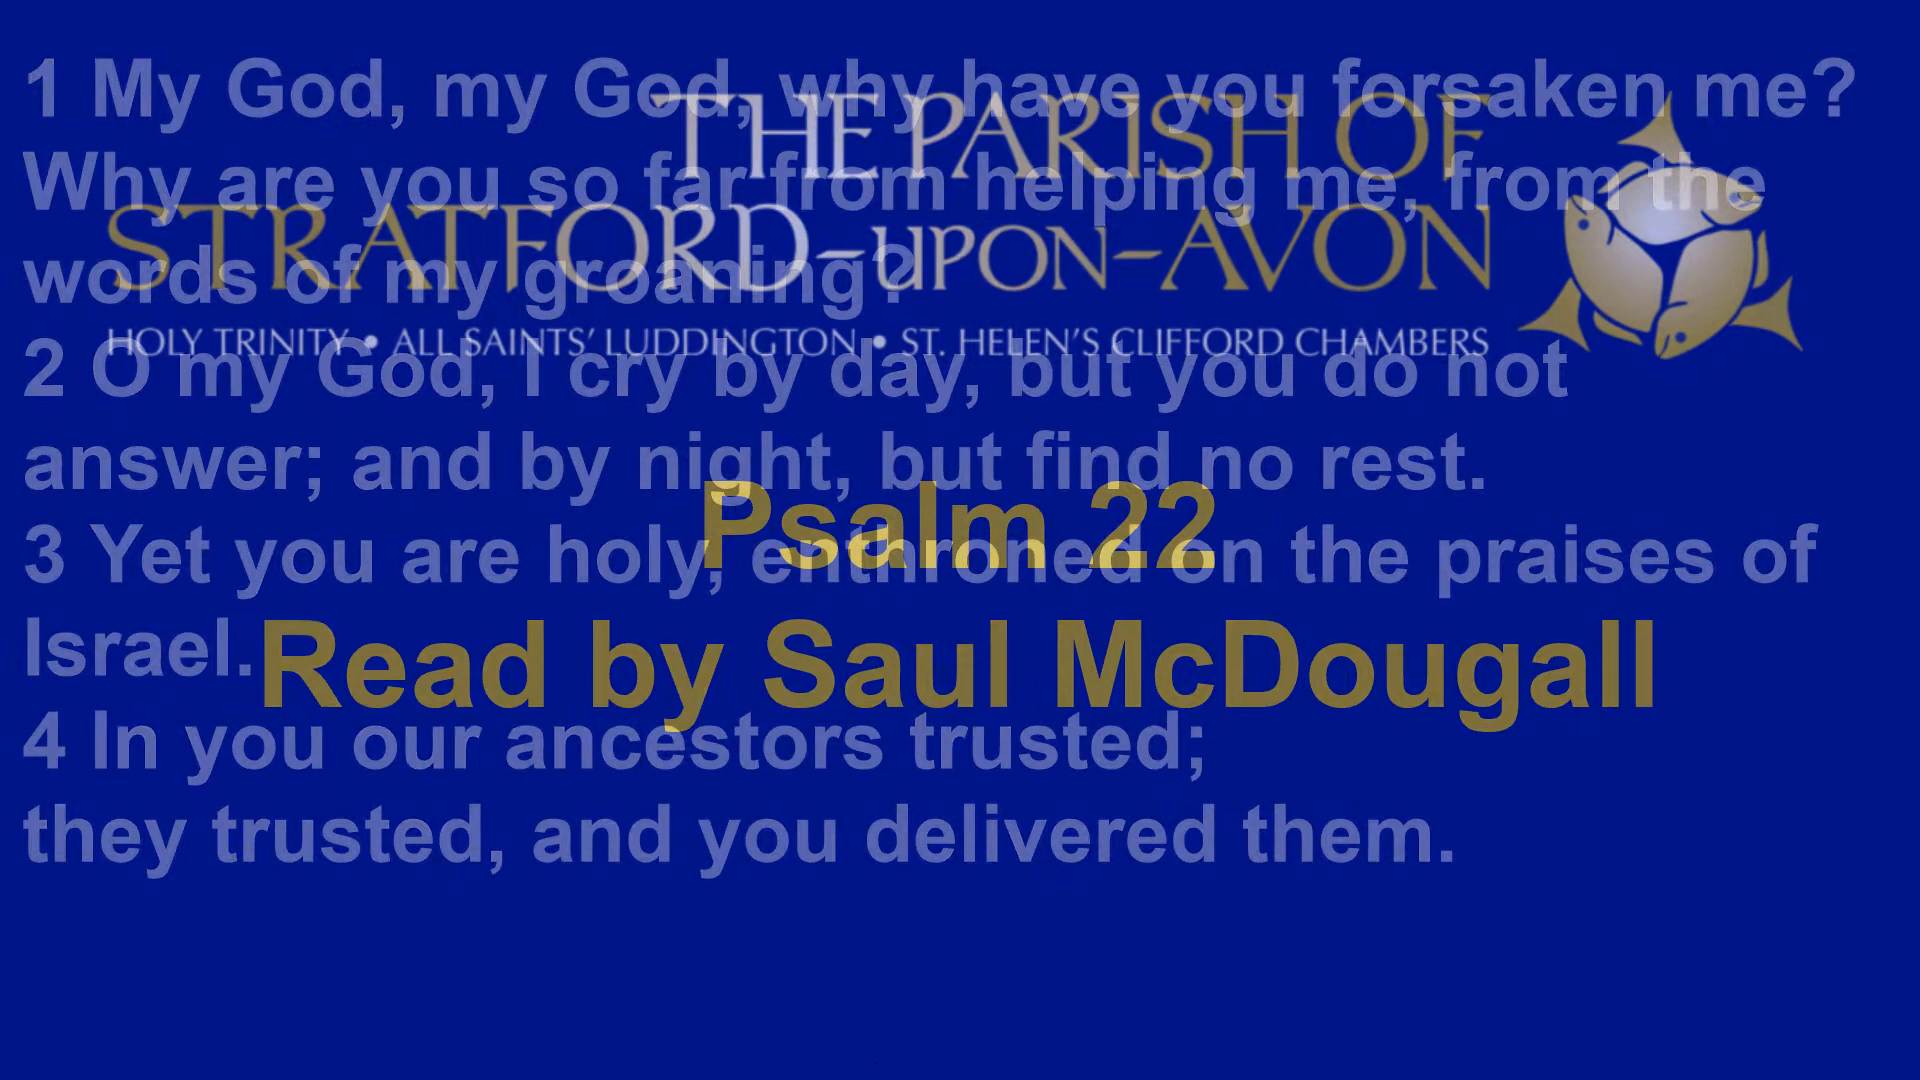 THE PARISH OF
STRATFORD-UPON-AVON
HOLY TRINITY • ALL SAINTS' LUDDINGTON • ST. HELEN'S CLIFFORD CHAMBERS
Psalm 22
Read by Saul McDougall
1 My God, my God, why have you forsaken me?
Why are you so far from helping me, from the
words of my groaning?
2 O my God, I cry by day, but you do not
answer; and by night, but find no rest.
3 Yet you are holy, enthroned on the praises of
Israel.
4 In you our ancestors trusted;
they trusted, and you delivered them.